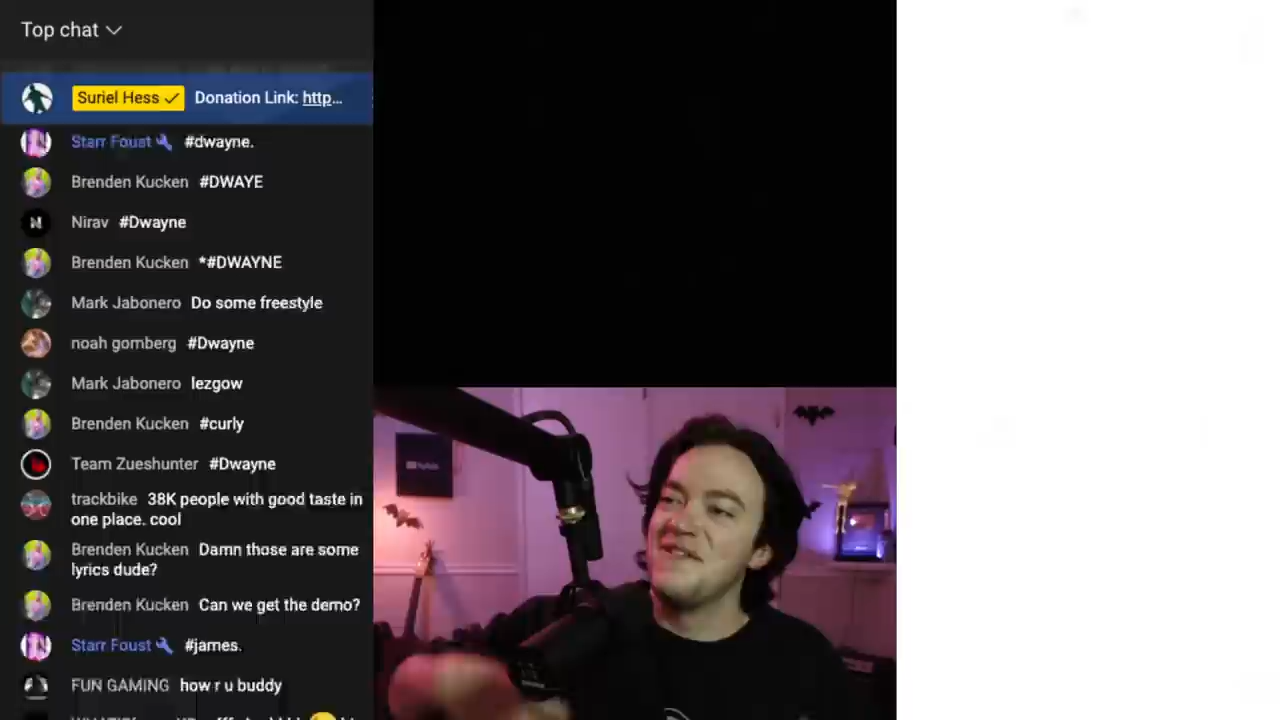 Top chat
Suriel Hess Donation Link: http...
Starr Foust #dwayne.
Brenden Kucken #DWAYE
Nirav #Dwayne
Brenden Kucken *#DWAYNE
Mark Jabonero Do some freestyle
noah gomberg #Dwayne
Mark Jabonero lezgow
Brenden Kucken #curly
Team Zueshunter #Dwayne
trackbike 38K people with good taste in
one place. cool
Brenden Kucken Damn those are some
lyrics dude?
Brenden Kucken Can we get the demo?
Starr Foust #james.
FUN GAMING how r u buddy